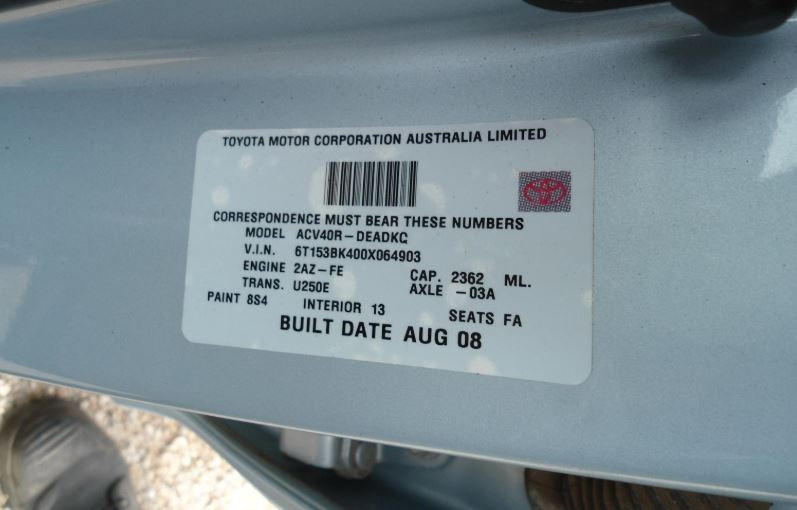 TOYOTA MOTOR CORPORATION AUSTRALIA LIMITED
CORRESPONDENCE MUST BEAR THESE NUMBERS
MODEL ACV40R-DEADKQ
V.I.N. 6T153BK400X064903
ENGINE 2AZ-FE CAP. 2362 ML.
TRANS. U250E AXLE -03A
PAINT 8S4 INTERIOR 13 SEATS FA
BUILT DATE AUG 08